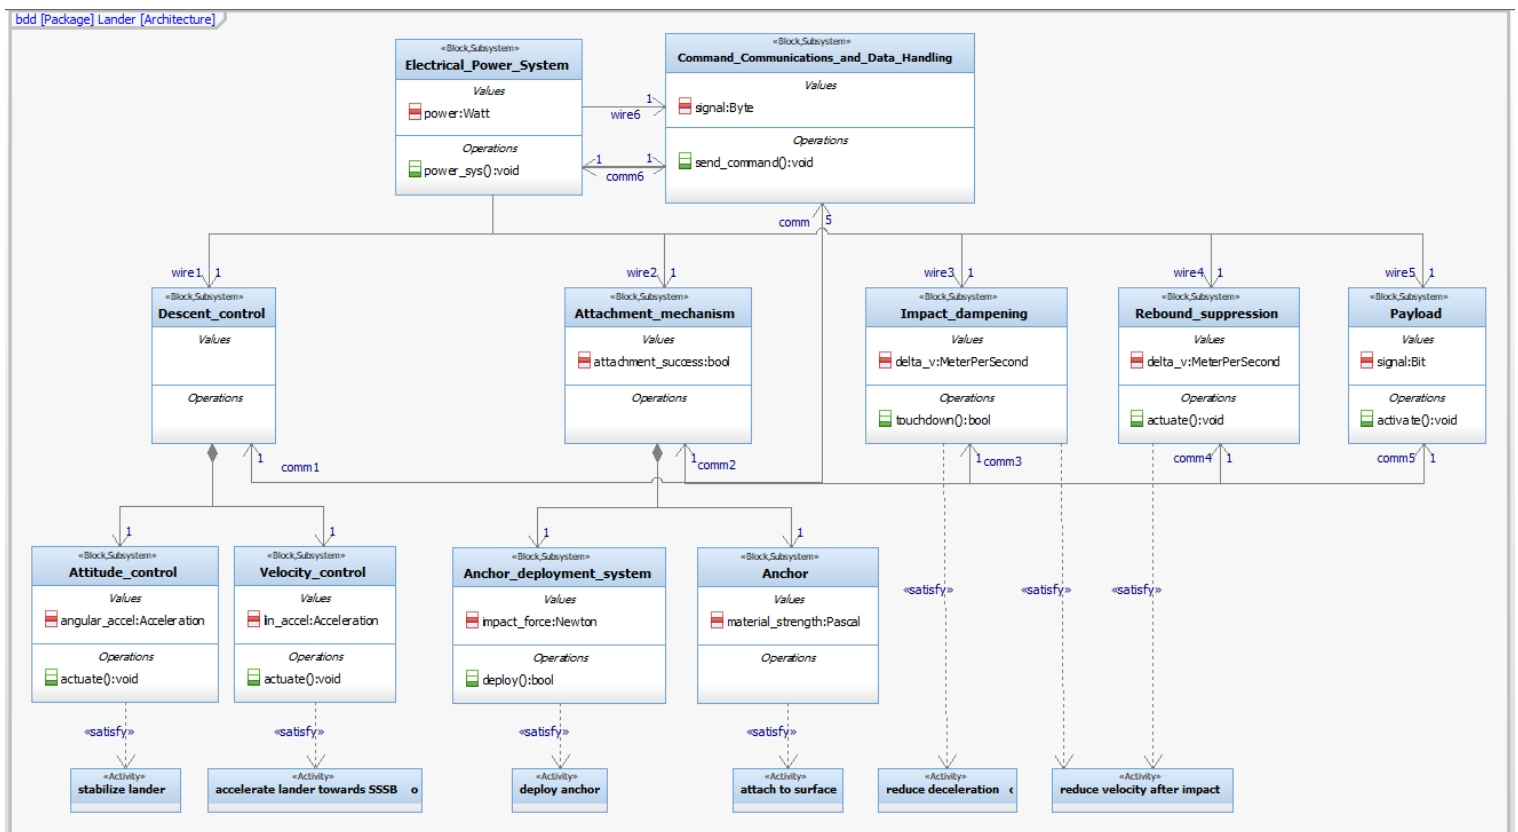 bdd [Package] Lander [Architecture]
«Block,Subsystem»
Electrical_Power_System
Values
power:Watt
Operations
power_sys():void
«Block,Subsystem»
Command_Communications_and_Data_Handling
Values
signal:Byte
Operations
send_command():void
1
wire6
1 1
comm6
comm 5
wire1 1
wire2 1
wire3 1
wire4 1
wire5 1
«Block,Subsystem»
Descent_control
Values
Operations
«Block,Subsystem»
Attachment_mechanism
Values
attachment_success:bool
Operations
«Block,Subsystem»
Impact_dampening
Values
delta_v:MeterPerSecond
Operations
touchdown():bool
«Block,Subsystem»
Rebound_suppression
Values
delta_v:MeterPerSecond
Operations
actuate():void
«Block,Subsystem»
Payload
Values
signal:Bit
Operations
activate():void
1 comm1
1 comm2
1 comm3
comm4 1
comm5 1
1
1
1
1
«Block,Subsystem»
Attitude_control
Values
angular_accel:Acceleration
Operations
actuate():void
«Block,Subsystem»
Velocity_control
Values
lin_accel:Acceleration
Operations
actuate():void
«Block,Subsystem»
Anchor_deployment_system
Values
impact_force:Newton
Operations
deploy():bool
«Block,Subsystem»
Anchor
Values
material_strength:Pascal
Operations
«satisfy»
«satisfy»
«satisfy»
«satisfy»
«satisfy»
«satisfy»
«satisfy»
«Activity»
stabilize lander
«Activity»
accelerate lander towards SSSB o
«Activity»
deploy anchor
«Activity»
attach to surface
«Activity»
reduce deceleration
«Activity»
reduce velocity after impact